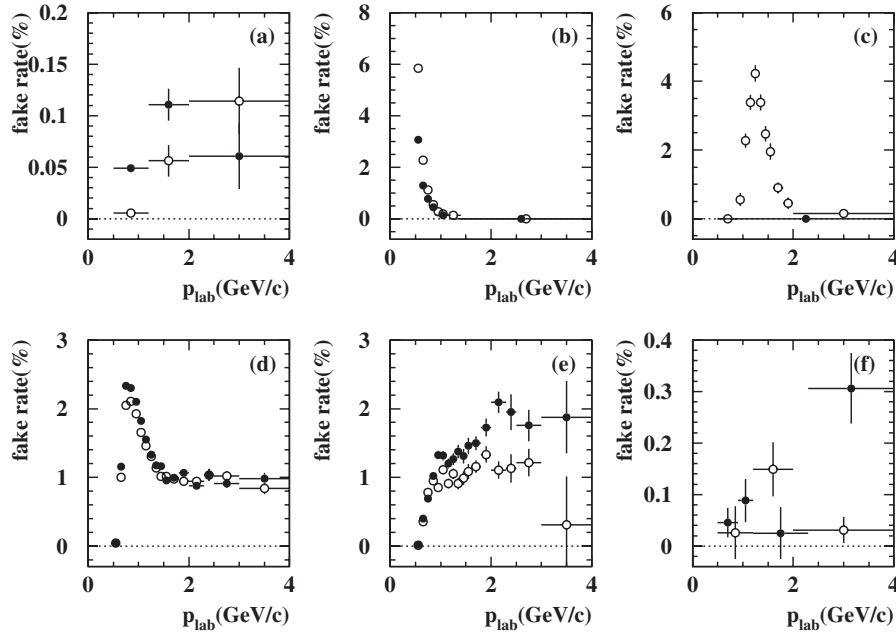 (a)
fake rate(%)
0.15
0.1
0.05
0
0 2 4
p_lab(GeV/c)
(b)
fake rate(%)
8
6
4
2
0
0 2 4
p_lab(GeV/c)
(c)
fake rate(%)
6
4
2
0
0 2 4
p_lab(GeV/c)
(d)
fake rate(%)
3
2
1
0
0 2 4
p_lab(GeV/c)
(e)
fake rate(%)
3
2
1
0
0 2 4
p_lab(GeV/c)
(f)
fake rate(%)
0.4
0.3
0.2
0.1
0
0 2 4
p_lab(GeV/c)